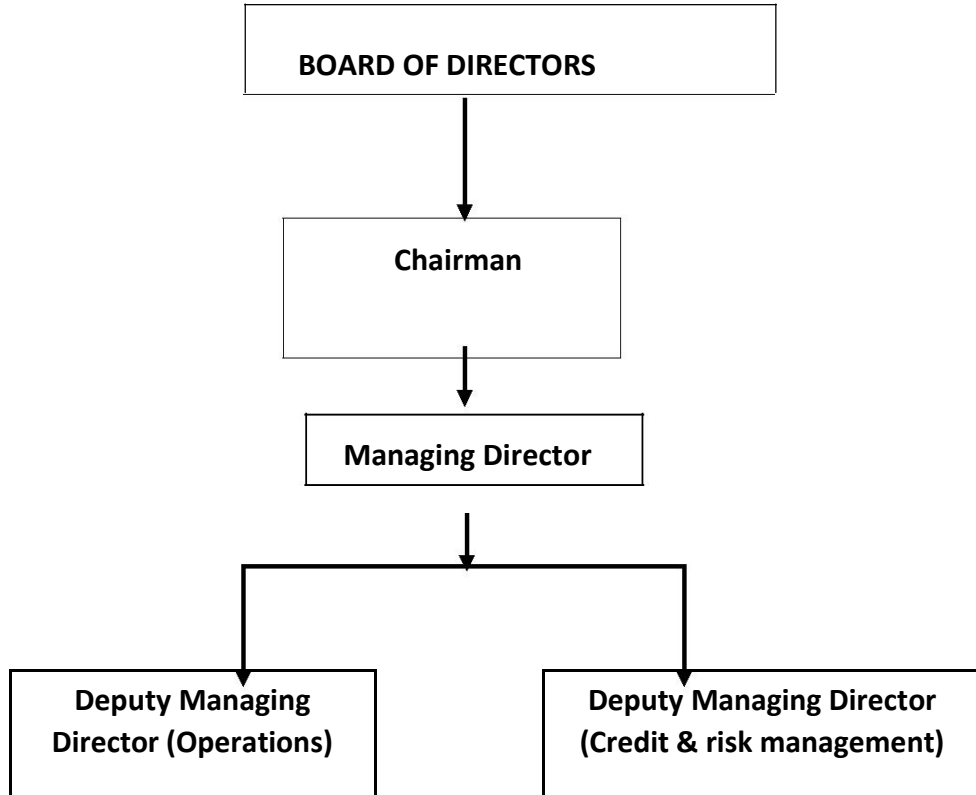 BOARD OF DIRECTORS
Chairman
Managing Director
Deputy Managing
Director (Operations)
Deputy Managing Director
(Credit & risk management)